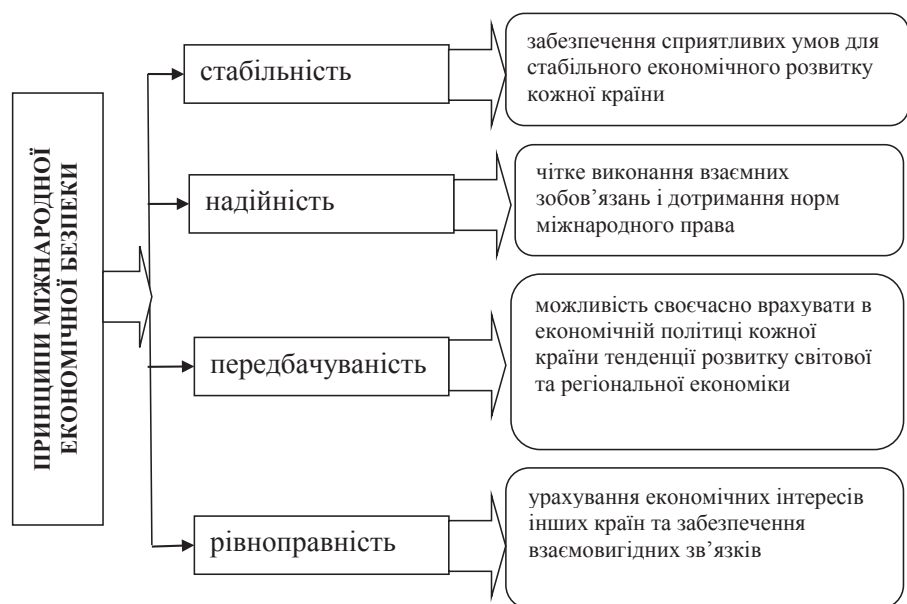 ПРИНЦИПИ МІЖНАРОДНОЇ
ЕКОНОМІЧНОЇ БЕЗПЕКИ
стабільність
забезпечення сприятливих умов для
стабільного економічного розвитку
кожної країни
надійність
чітке виконання взаємних
зобов’язань і дотримання норм
міжнародного права
передбачуваність
можливість своєчасно врахувати в
економічній політиці кожної
країни тенденції розвитку світової
та регіональної економіки
рівноправність
урахування економічних інтересів
інших країн та забезпечення
взаємовигідних зв’язків